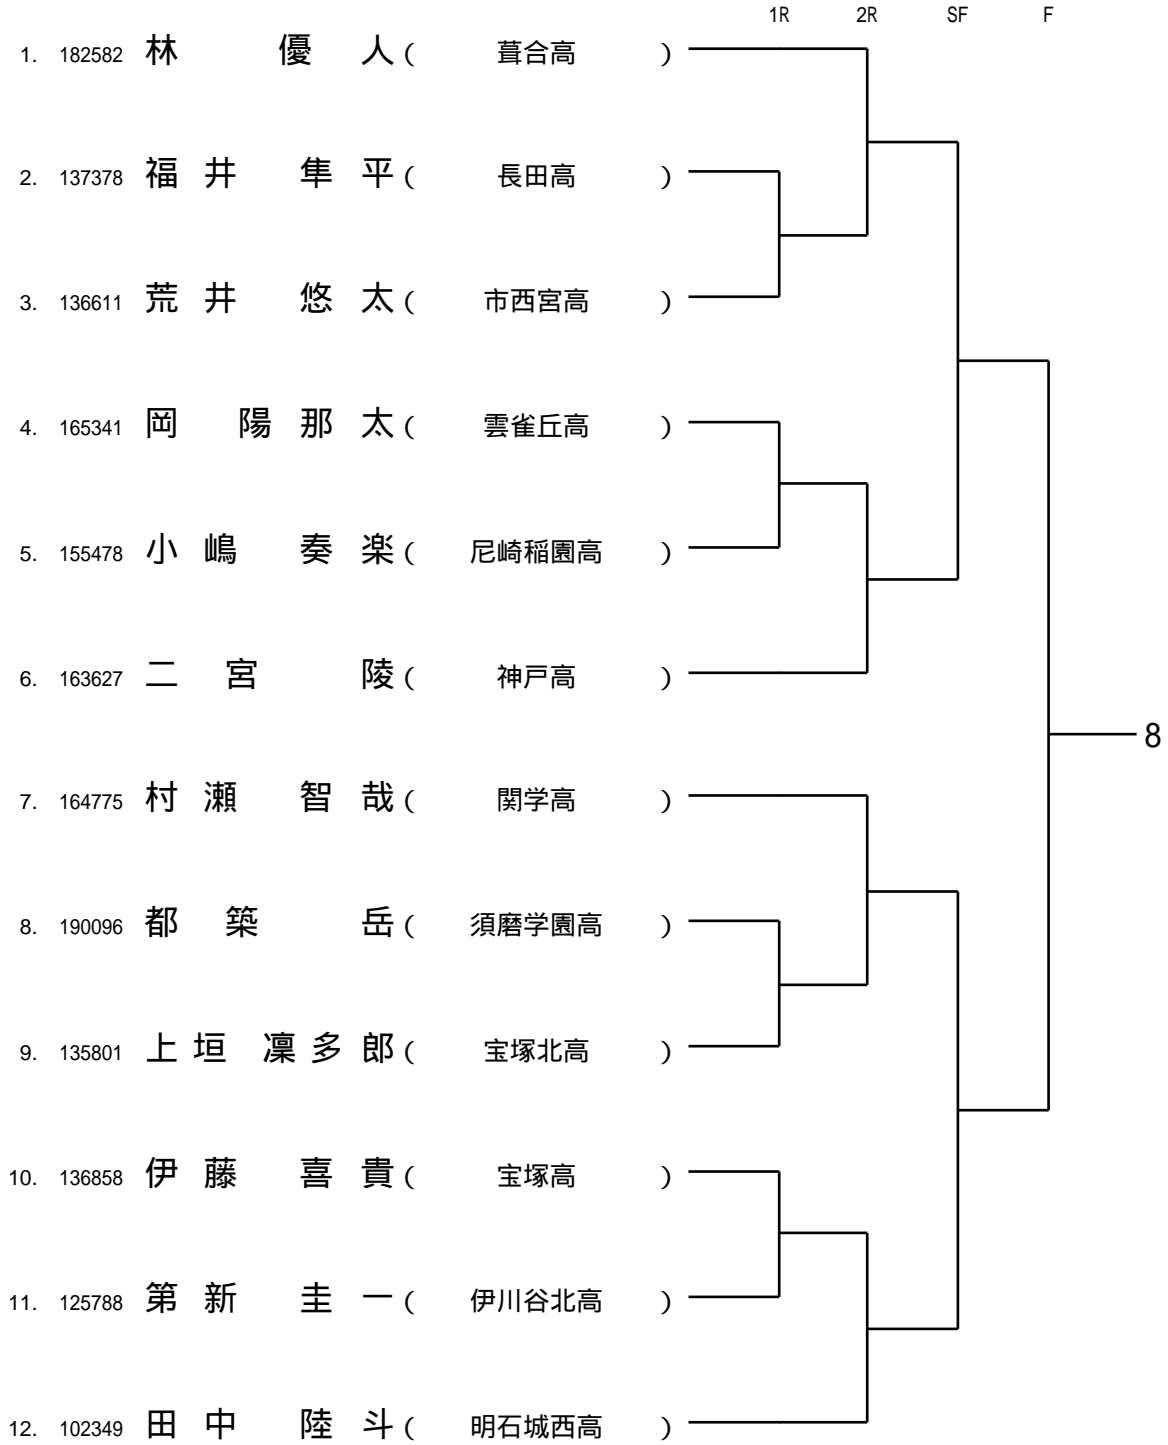 1R 2R SF F
1. 182582 林 優 人 ( 葺合高 )
2. 137378 福 井 隼 平 ( 長田高 )
3. 136611 荒 井 悠 太 ( 市西宮高 )
4. 165341 岡 陽 那 太 ( 雲雀丘高 )
5. 155478 小 嶋 奏 楽 ( 尼崎稲園高 )
6. 163627 二 宮 陵 ( 神戸高 )
8
7. 164775 村 瀬 智 哉 ( 関学高 )
8. 190096 都 築 岳 ( 須磨学園高 )
9. 135801 上 垣 凜 多 郎 ( 宝塚北高 )
10. 136858 伊 藤 喜 貴 ( 宝塚高 )
11. 125788 第 新 圭 一 ( 伊川谷北高 )
12. 102349 田 中 陸 斗 ( 明石城西高 )